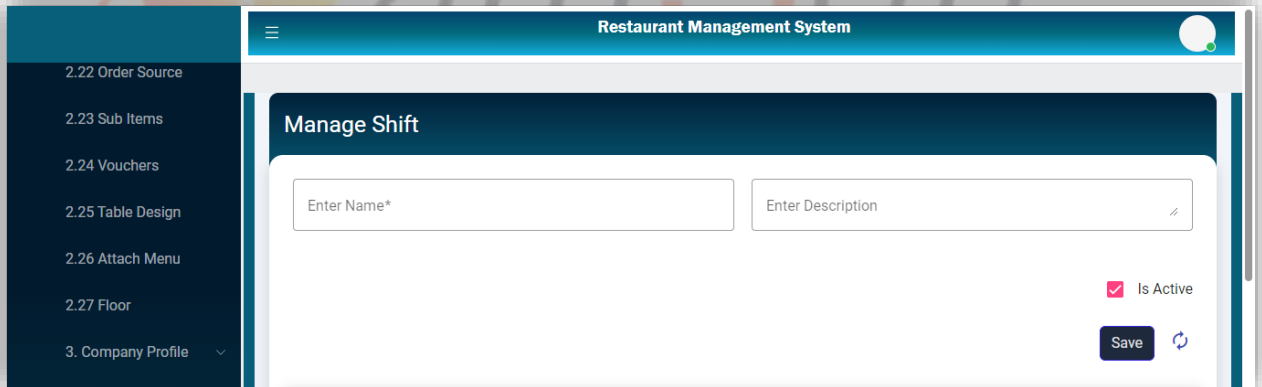 Restaurant Management System
2.22 Order Source
2.23 Sub Items
2.24 Vouchers
2.25 Table Design
2.26 Attach Menu
2.27 Floor
3. Company Profile
Manage Shift
Enter Name*
Enter Description
Is Active
Save